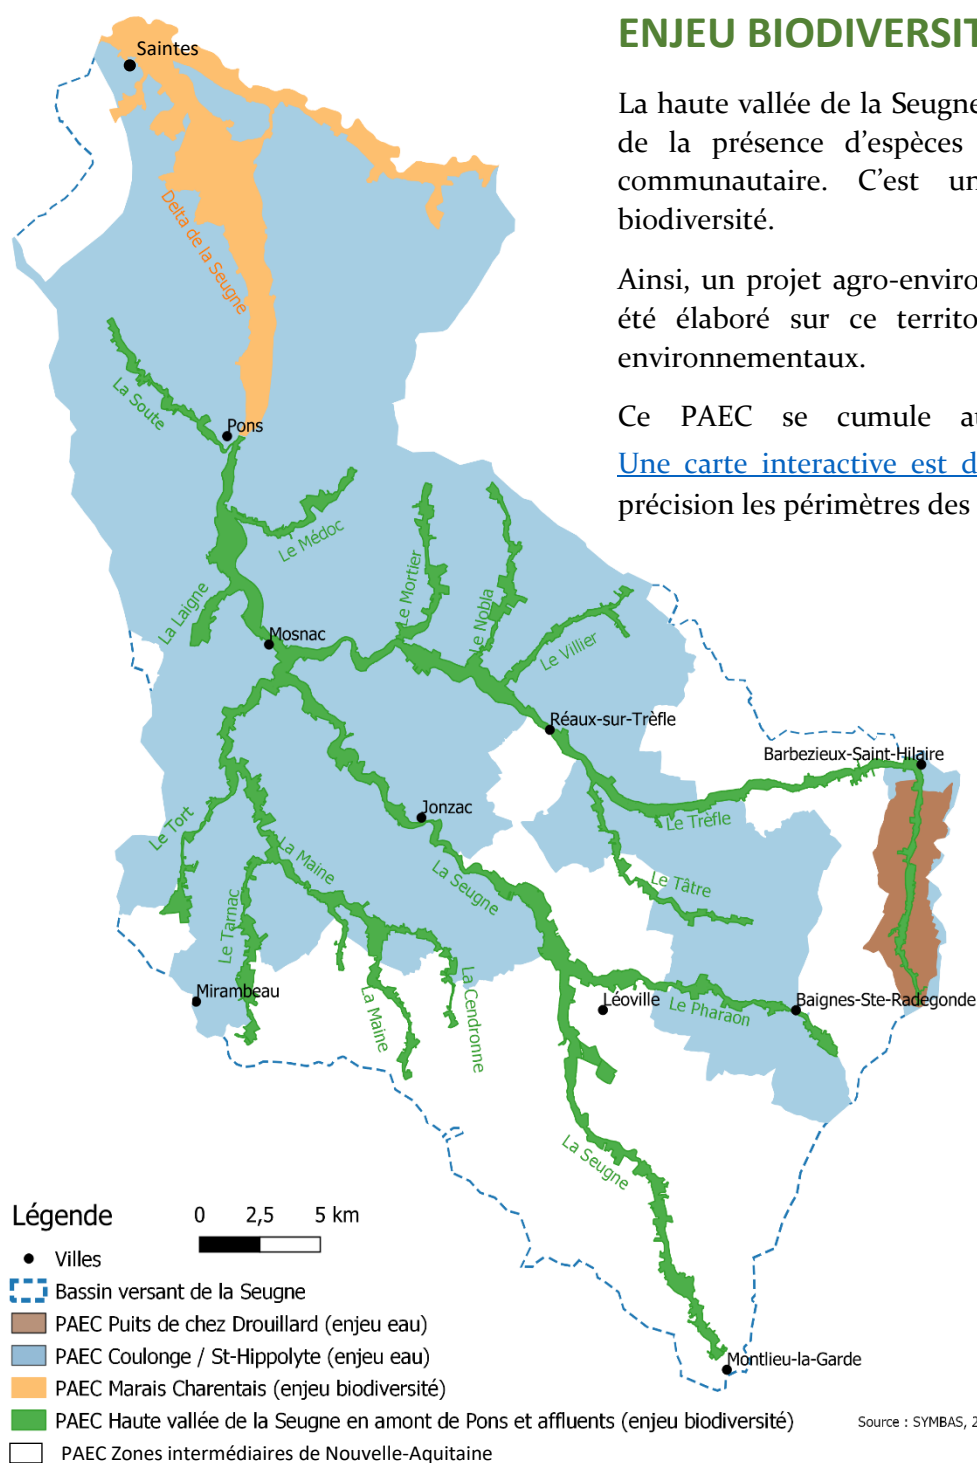 ENJEU BIODIVERSIT
La haute vallée de la Seugne
de la présence d'espèces
communautaire. C'est un
biodiversité.
Ainsi, un projet agro-enviro
été élaboré sur ce territo
environnementaux.
Ce PAEC se cumule au
Une carte interactive est d
précision les périmètres des
Saintes
Delta de la Seugne
La Soute
Pons
Le Médoc
La Laigne
Le Mortier
Le Nobla
Le Villier
Mosnac
Réaux-sur-Trèfle
Barbezieux-Saint-Hilaire
Le Trèfle
Jonzac
Le Tort
La Maine
La Seugne
Le Tâtre
Le Tarnac
Mirambeau
La Maine
La Cendronne
Léoville
Le Pharaon
Baignes-Ste-Radegonde
La Seugne
Montlieu-la-Garde
Légende
0 2,5 5 km
Villes
Bassin versant de la Seugne
PAEC Puits de chez Drouillard (enjeu eau)
PAEC Coulonge / St-Hippolyte (enjeu eau)
PAEC Marais Charentais (enjeu biodiversité)
PAEC Haute vallée de la Seugne en amont de Pons et affluents (enjeu biodiversité)
Source : SYMBAS, 2
PAEC Zones intermédiaires de Nouvelle-Aquitaine